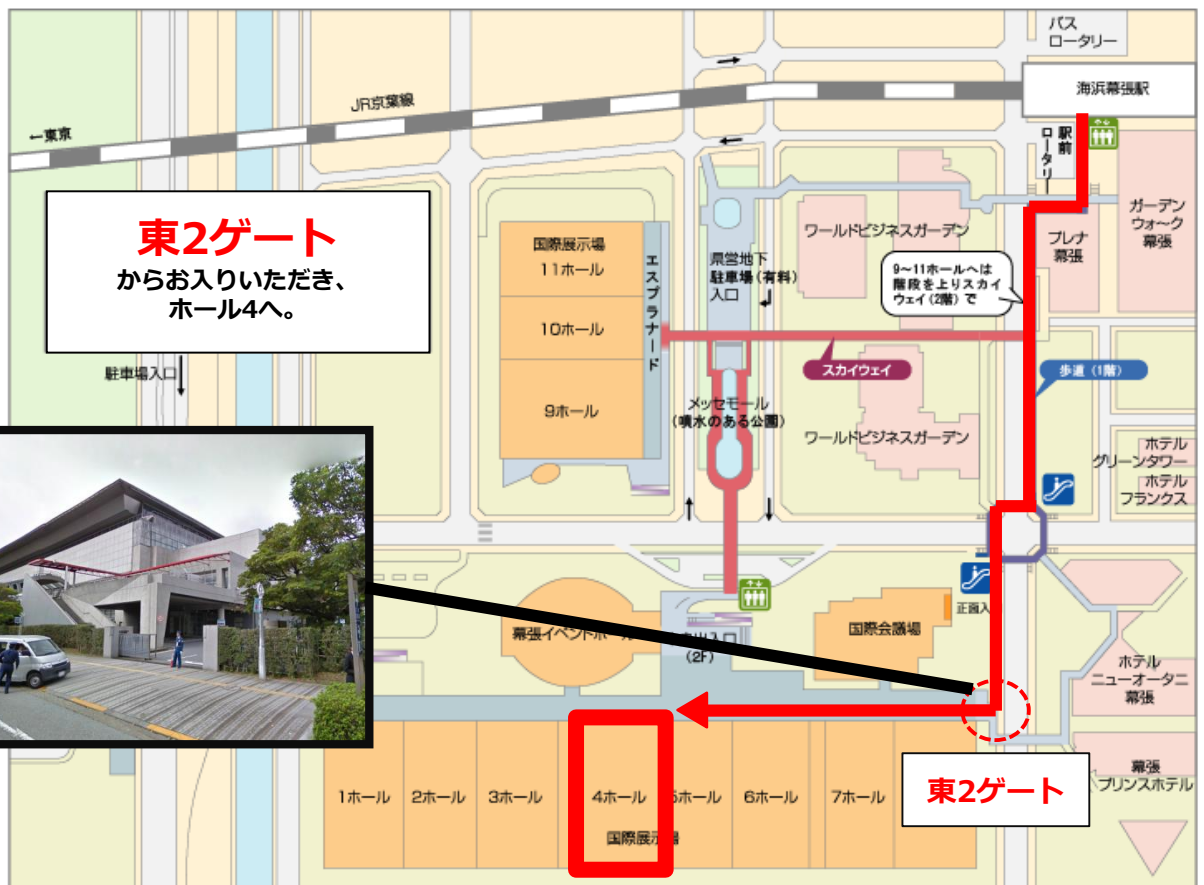 バス
ロータリー
海浜幕張駅
JR京葉線
←東京
駅前
ロータリー
東2ゲート
からお入りいただき、
ホール4へ。
国際展示場
11ホール
10ホール
9ホール
エスプラナード
県営地下
駐車場(有料)
入口
ワールドビジネスガーデン
プレナ
幕張
ガーデン
ウォーク
幕張
9~11ホールへは
階段を上りスカイ
ウェイ(2階)で
駐車場入口
スカイウェイ
歩道(1階)
メッセモール
(噴水のある公園)
ワールドビジネスガーデン
ホテル
グリーンタワー
ホテル
フランクス
正面入
幕張イベントホール
入口
(2F)
国際会議場
ホテル
ニューオータニ
幕張
1ホール
2ホール
3ホール
4ホール
5ホール
6ホール
7ホール
国際展示場
東2ゲート
幕張
プリンスホテル